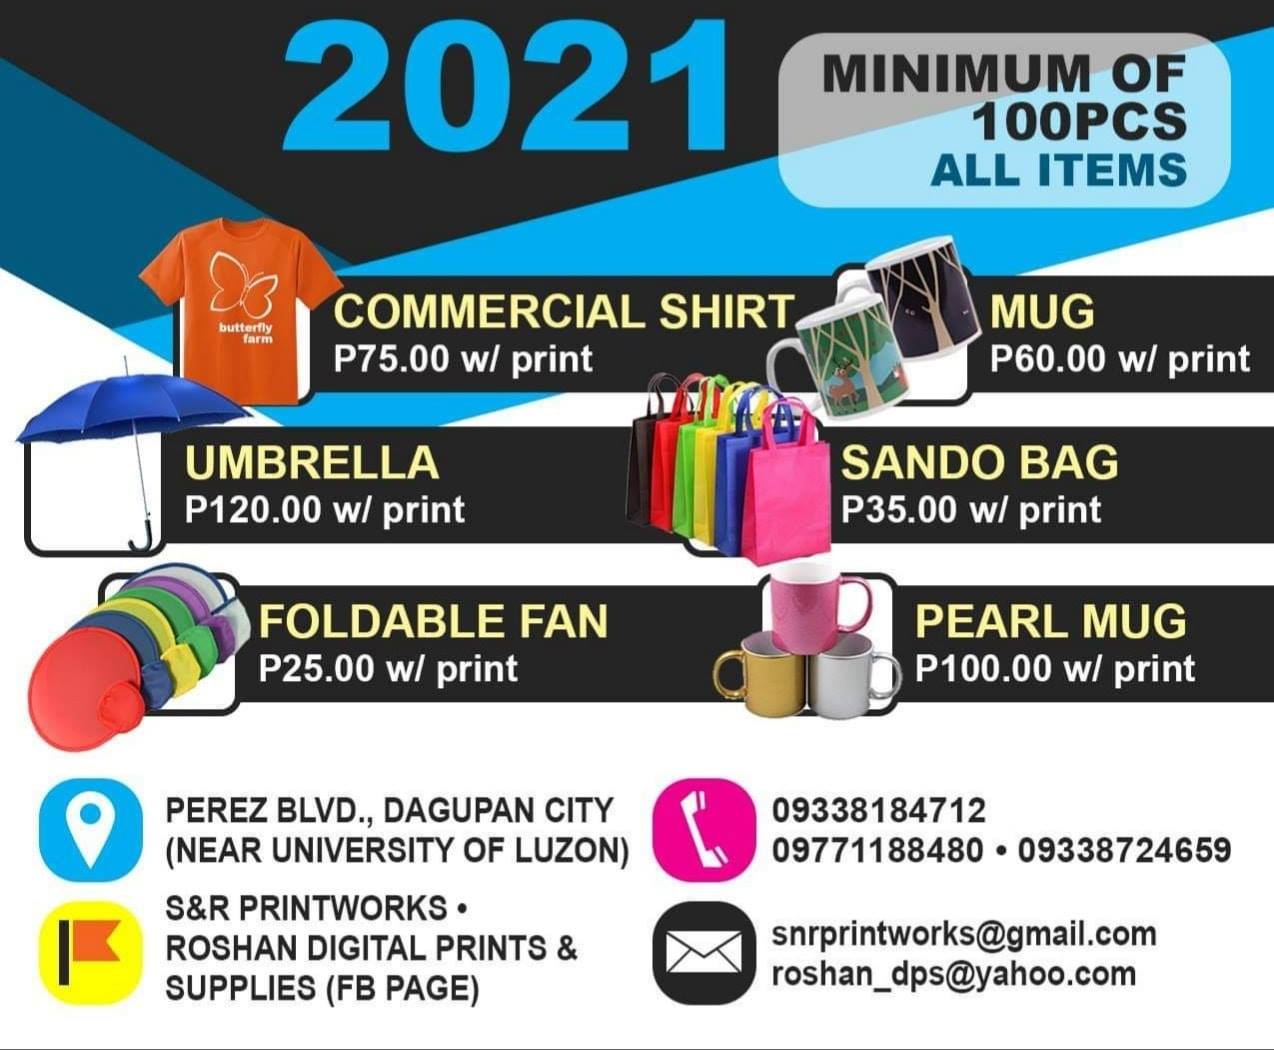 2021
MINIMUM OF
100PCS
ALL ITEMS
butterfly
farm
COMMERCIAL SHIRT
P75.00 w/ print
MUG
P60.00 w/ print
UMBRELLA
P120.00 w/ print
SANDO BAG
P35.00 w/ print
FOLDABLE FAN
P25.00 w/ print
PEARL MUG
P100.00 w/ print
PEREZ BLVD., DAGUPAN CITY
(NEAR UNIVERSITY OF LUZON)
09338184712
09771188480 • 09338724659
S&R PRINTWORKS •
ROSHAN DIGITAL PRINTS &
SUPPLIES (FB PAGE)
snrprintworks@gmail.com
roshan_dps@yahoo.com